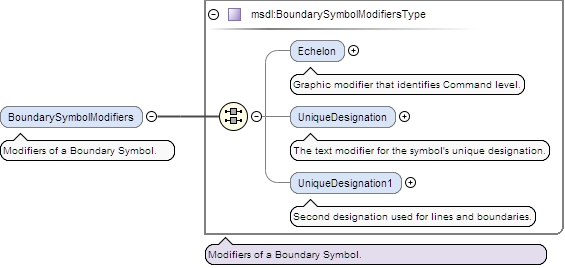 msdl:BoundarySymbolModifiersType
Echelon
Graphic modifier that identifies Command level.
BoundarySymbolModifiers
Modifiers of a Boundary Symbol.
UniqueDesignation
The text modifier for the symbol's unique designation.
UniqueDesignation1
Second designation used for lines and boundaries.
Modifiers of a Boundary Symbol.